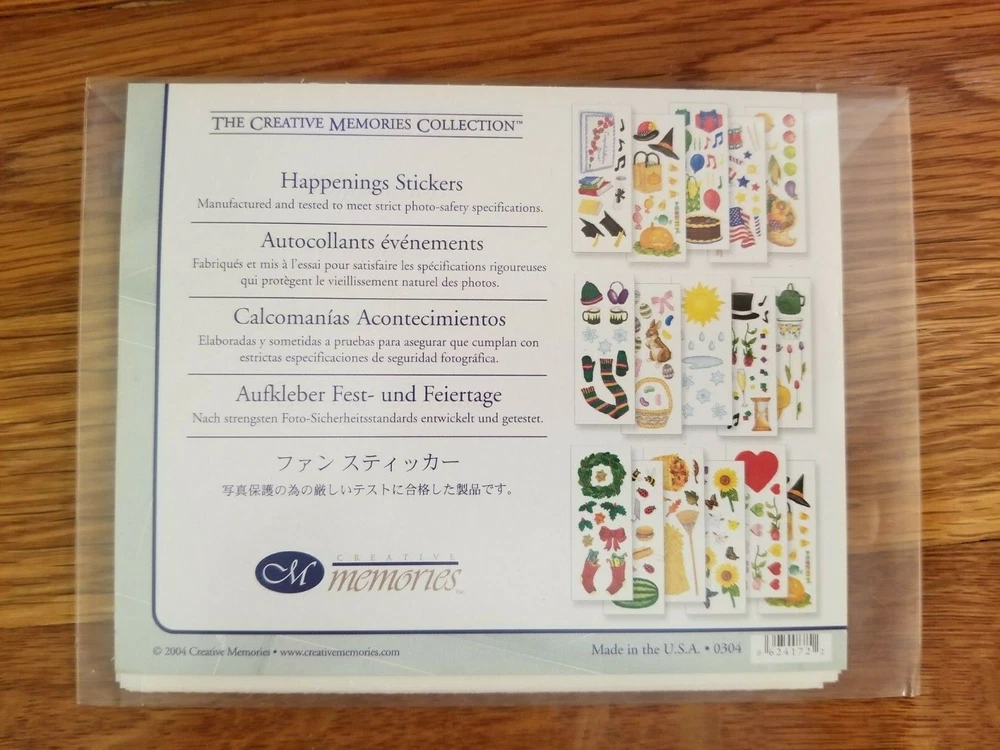 THE CREATIVE MEMORIES COLLECTION™
Happenings Stickers
Manufactured and tested to meet strict photo-safety specifications.
Autocollants événements
Fabriqués et mis à l'essai pour satisfaire les spécifications rigoureuses
qui protègent le vieillissement naturel des photos.
Calcomanías Acontecimientos
Elaboradas y sometidas a pruebas para asegurar que cumplan con
estrictas especificaciones de seguridad fotográfica.
Aufkleber Fest- und Feiertage
Nach strengsten Foto-Sicherheitsstandards entwickelt und getestet.
ファン スティッカー
写真保護の為の厳しいテストに合格した製品です。
CM
CREATIVE
memories™
© 2004 Creative Memories • www.creativememories.com
Made in the U.S.A. • 0304
624172